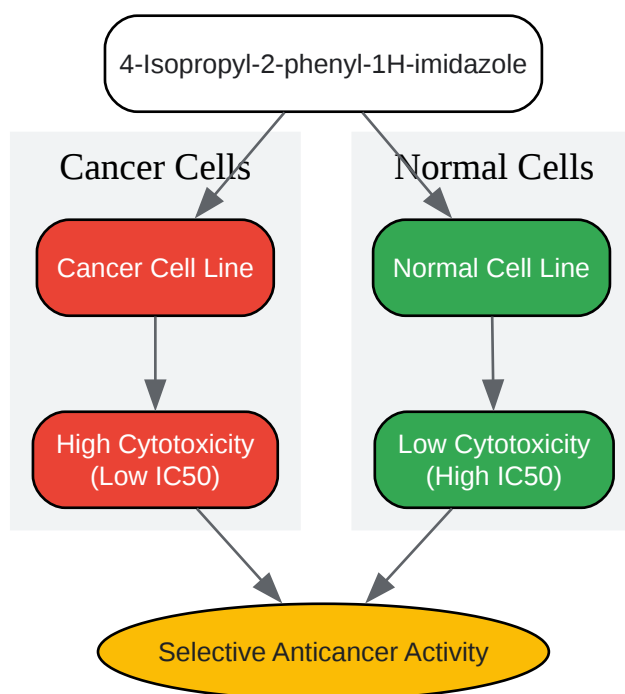 4-Isopropyl-2-phenyl-1H-imidazole
Cancer Cells
Normal Cells
Cancer Cell Line
Normal Cell Line
High Cytotoxicity
(Low IC50)
Low Cytotoxicity
(High IC50)
Selective Anticancer Activity